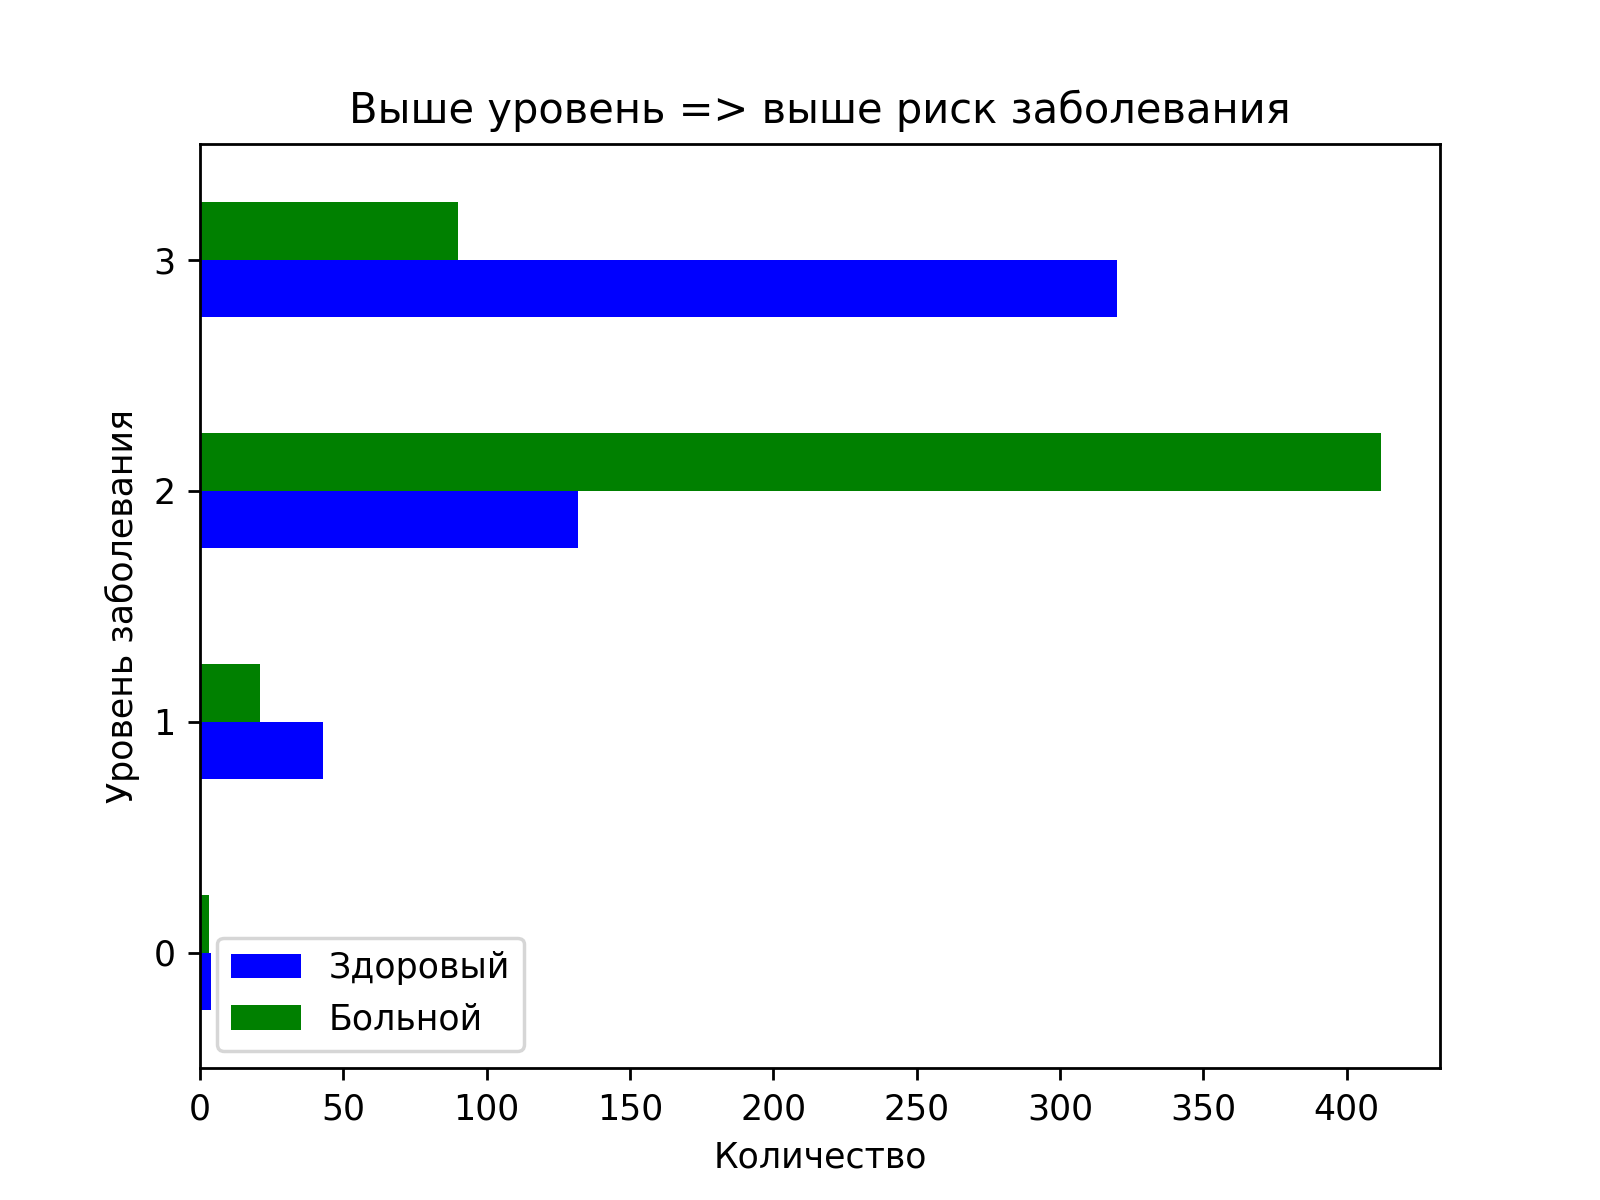 Выше уровень => выше риск заболевания
Уровень заболевания
3
2
1
0
Здоровый
Больной
0 50 100 150 200 250 300 350 400
Количество